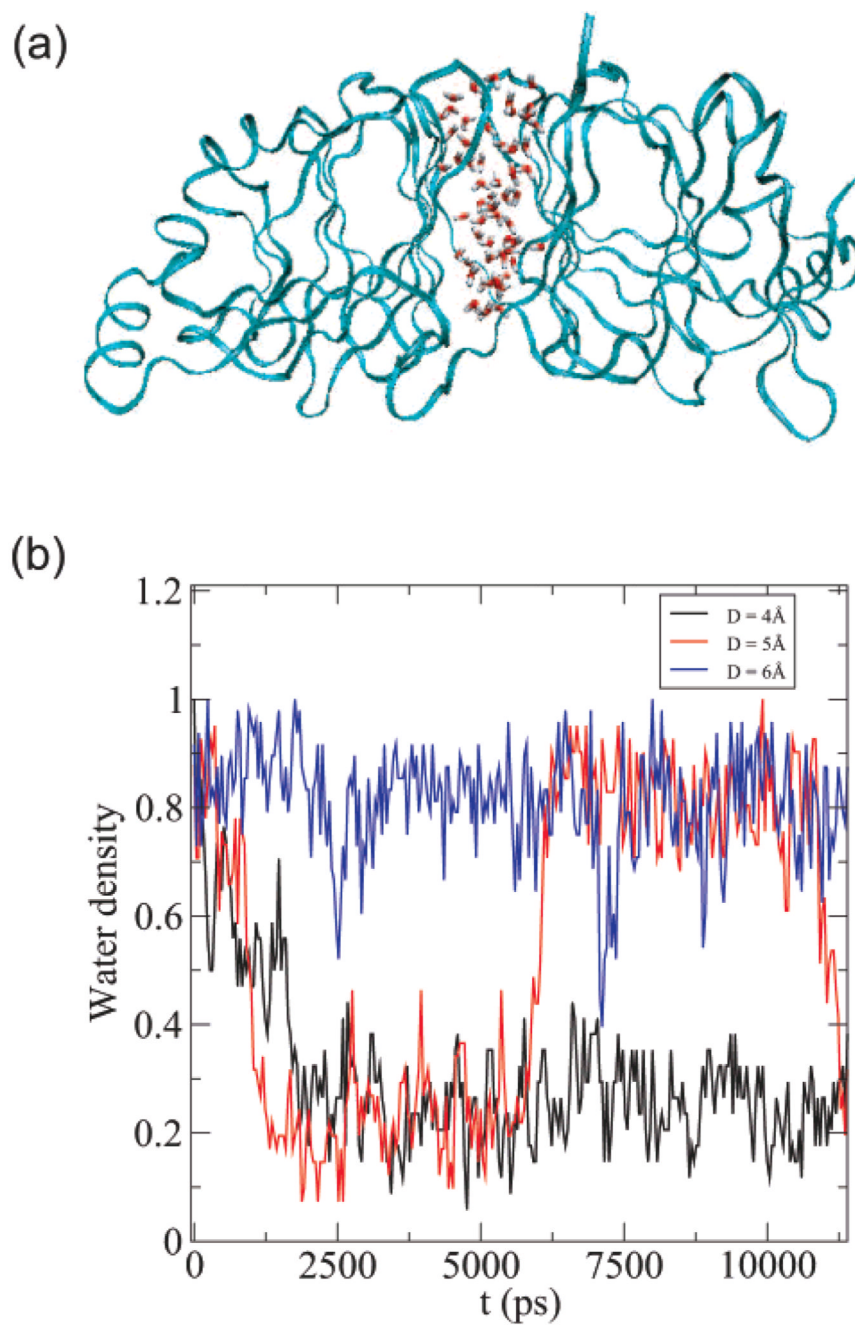 (a)
(b)
1.2
1
0.8
0.6
0.4
0.2
0
Water density
D = 4Å
D = 5Å
D = 6Å
0 2500 5000 7500 10000
t (ps)